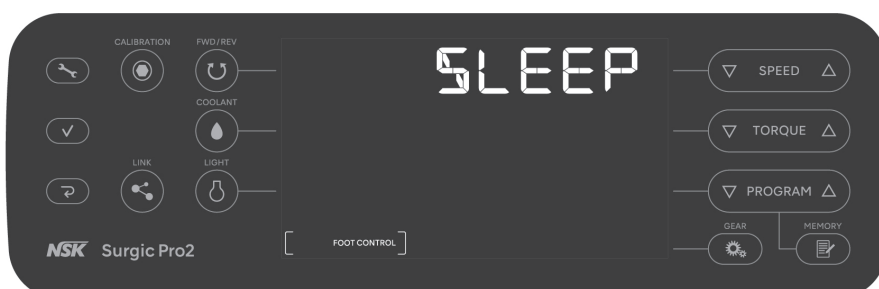 CALIBRATION FWD/REV
SLEEP
SPEED
COOLANT
TORQUE
LINK LIGHT
PROGRAM
GEAR MEMORY
FOOT CONTROL
NSK Surgic Pro2